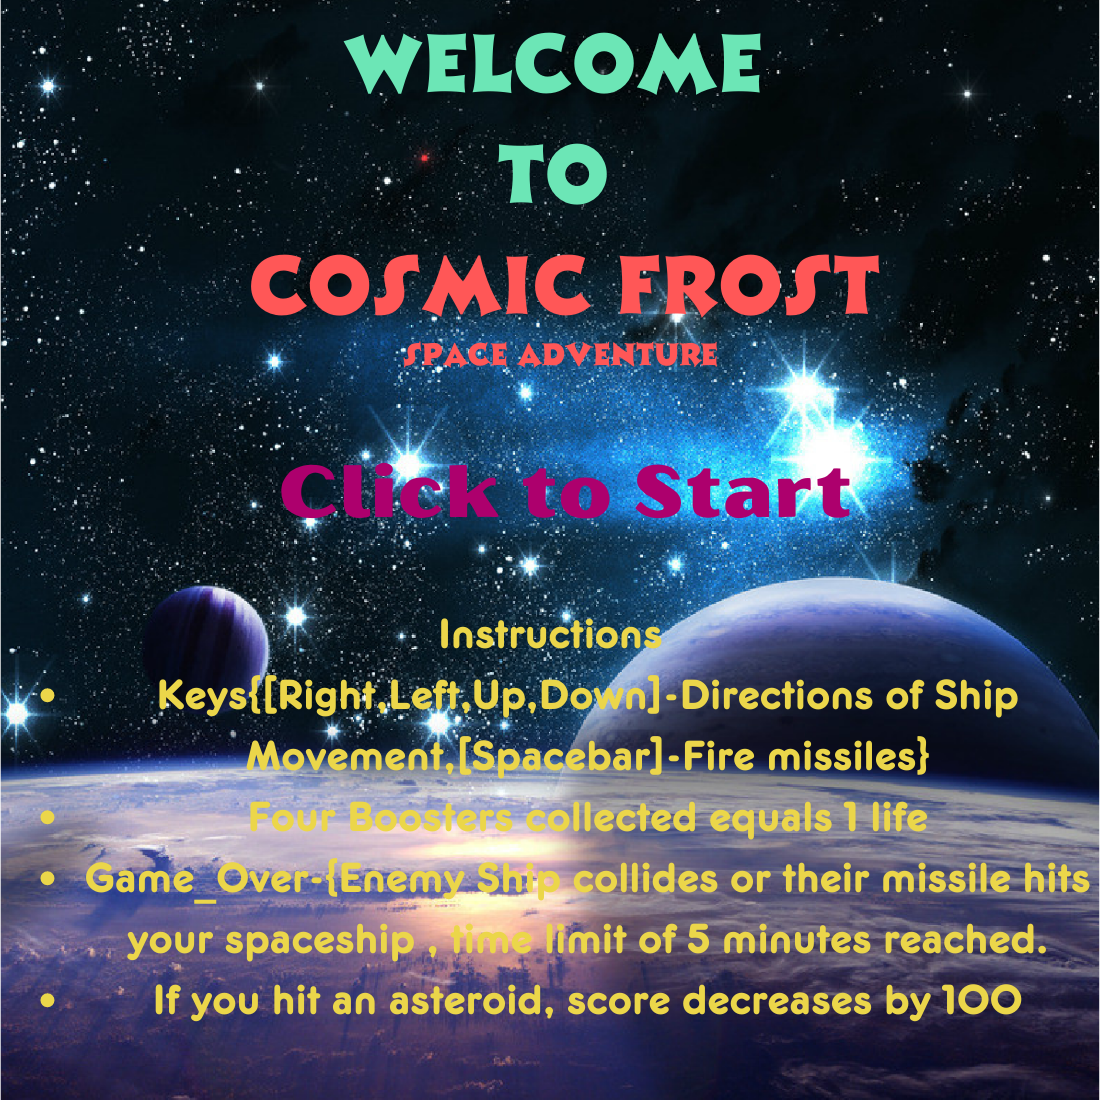 WELCOME
TO
COSMIC FROST
SPACE ADVENTURE
Click to Start
Instructions
• Keys{[Right,Left,Up,Down]-Directions of Ship
Movement,[Spacebar]-Fire missiles}
• Four Boosters collected equals 1 life
• Game_Over-{Enemy Ship collides or their missile hits
your spaceship , time limit of 5 minutes reached.
• If you hit an asteroid, score decreases by 100